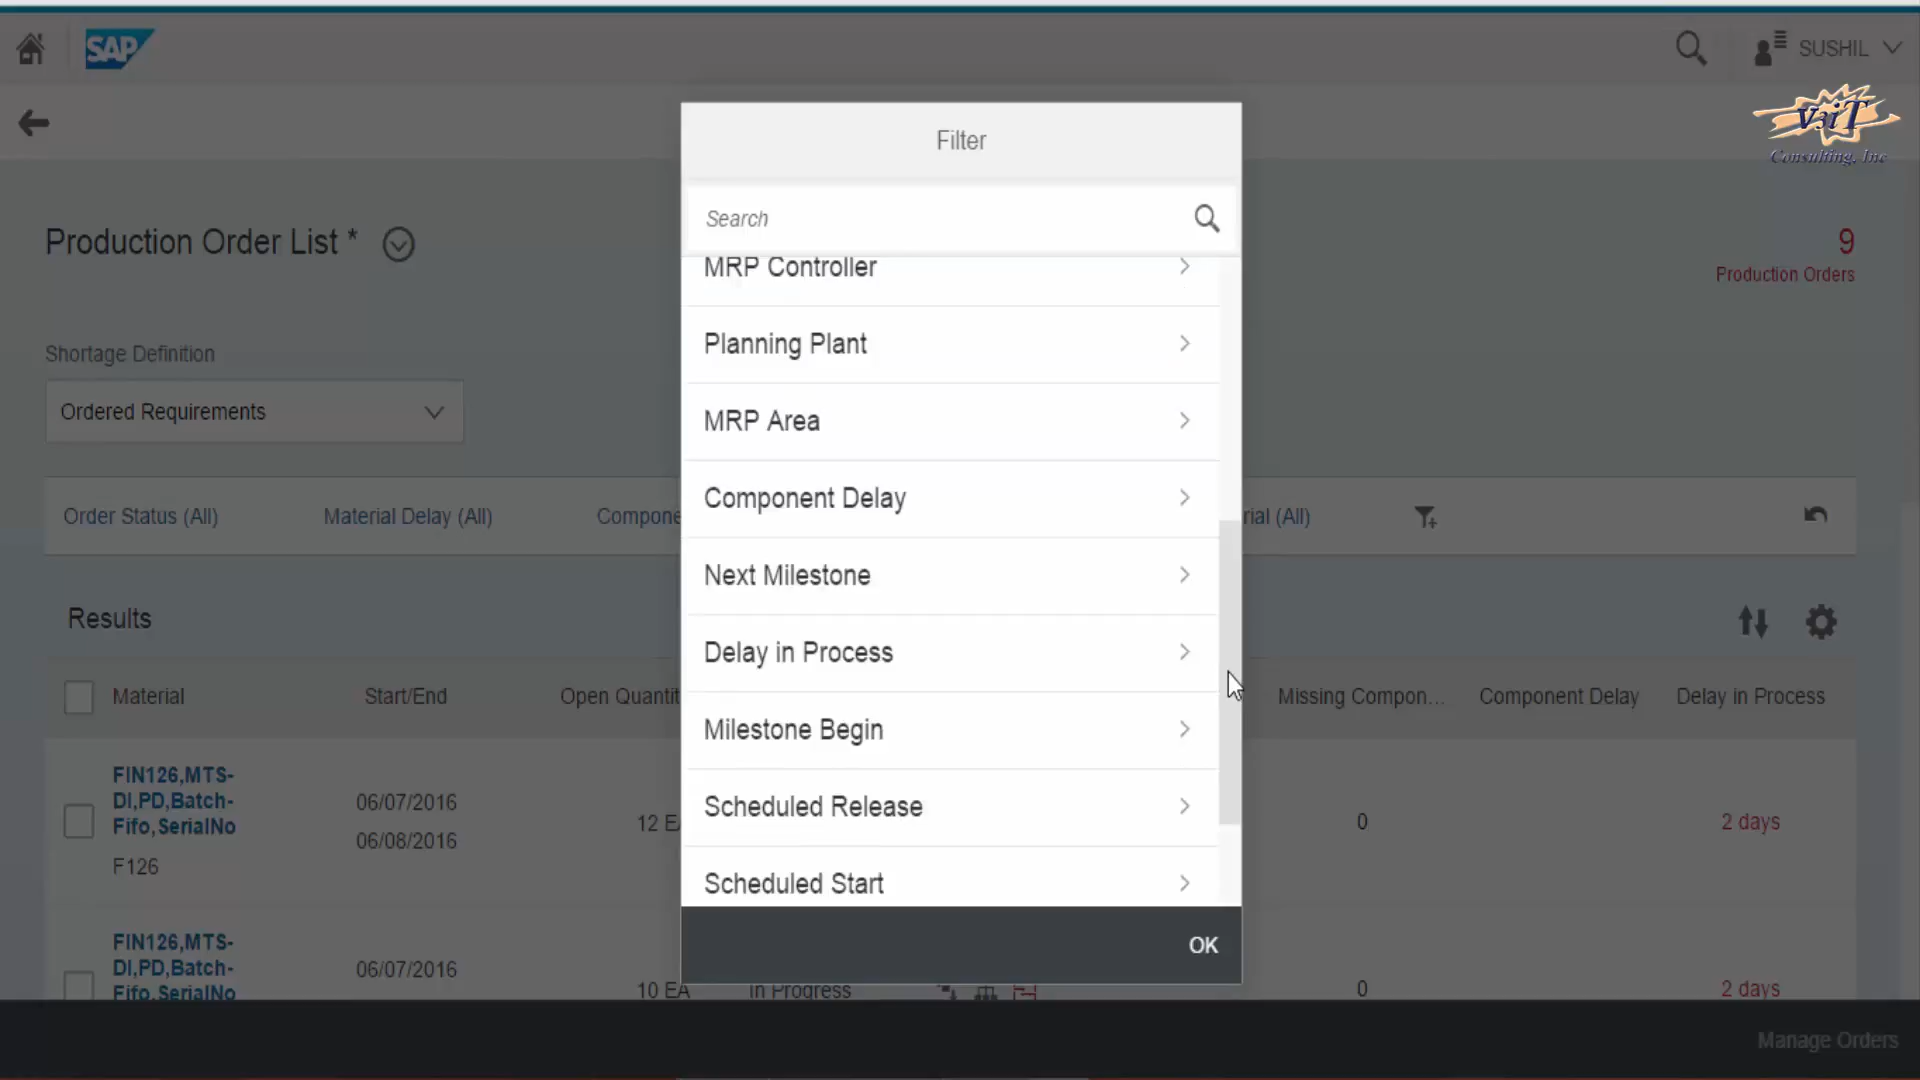 SAP
SUSHIL
V3iT
Consulting, Inc
Filter
Search
Production Order List *
9
Production Orders
MRP Controller
Planning Plant
Shortage Definition
Ordered Requirements
MRP Area
Component Delay
Order Status (All)
Material Delay (All)
Compone
rial (All)
Next Milestone
Results
Delay in Process
Material
Start/End
Open Quantit
Missing Compon...
Component Delay
Delay in Process
Milestone Begin
Scheduled Release
Scheduled Start
FIN126,MTS-
DI,PD,Batch-
Fifo,SerialNo
F126
06/07/2016
06/08/2016
12 EA
0
2 days
FIN126,MTS-
DI,PD,Batch-
Fifo,SerialNo
06/07/2016
10 EA
In Progress
0
2 days
OK
Manage Orders